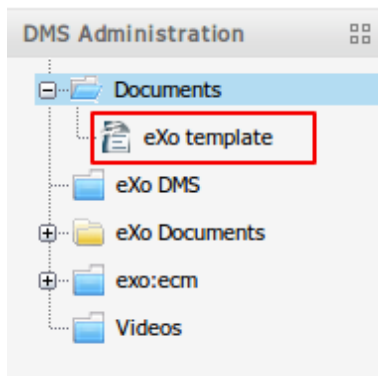 DMS Administration
Documents
eXo template
eXo DMS
eXo Documents
exo:ecm
Videos